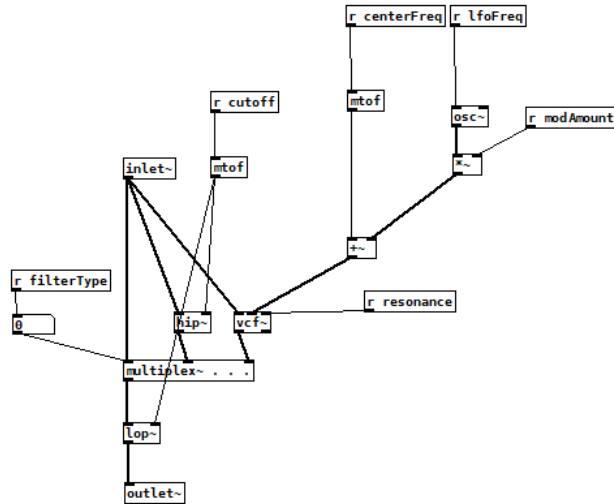 r centerFreq
r lfoFreq
r cutoff
mtof
osc~
r modAmount
inlet~
mtof
*~
+~
r filterType
r resonance
0
hip~
vcf~
multiplex~ . . .
lop~
outlet~